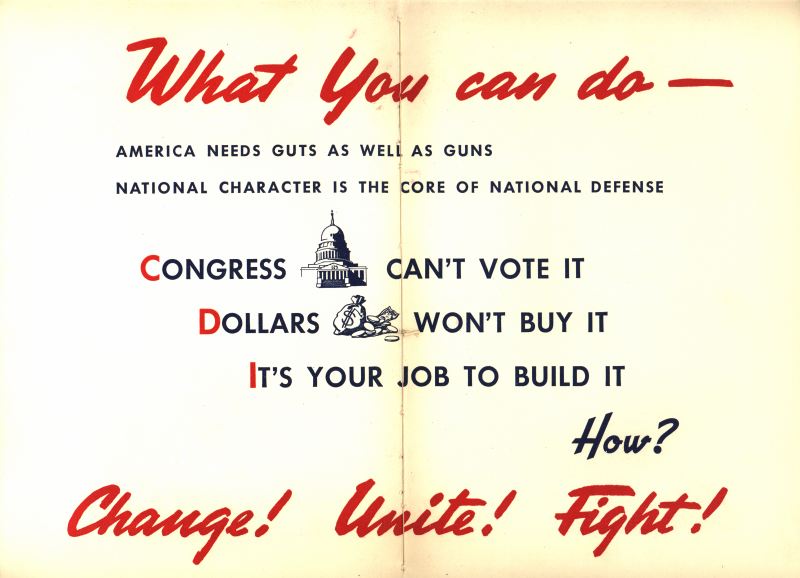 What You can do —
AMERICA NEEDS GUTS AS WELL AS GUNS
NATIONAL CHARACTER IS THE CORE OF NATIONAL DEFENSE
CONGRESS CAN'T VOTE IT
DOLLARS $ WON'T BUY IT
IT'S YOUR JOB TO BUILD IT
How?
Change! Unite! Fight!